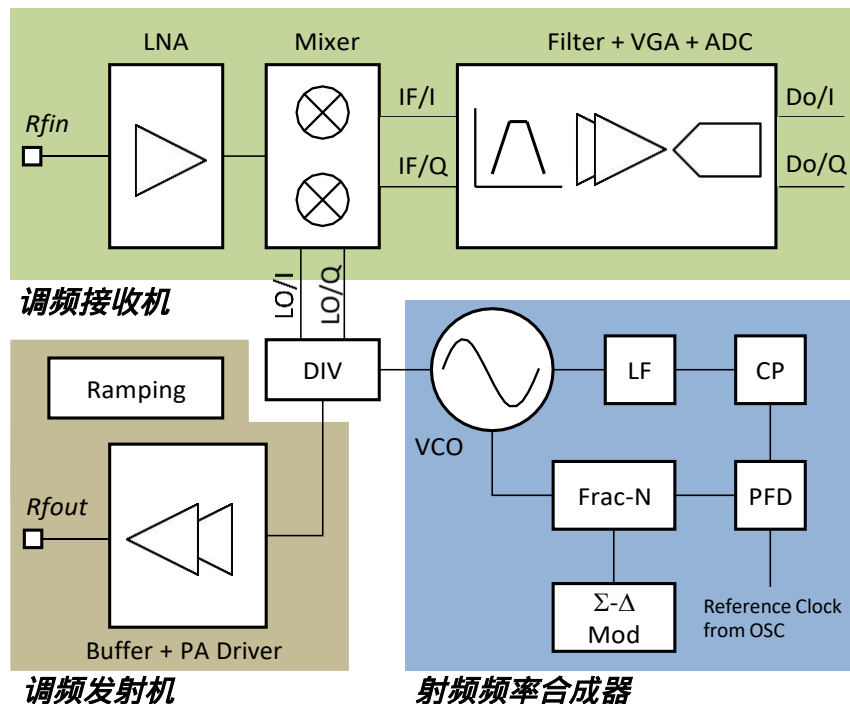 LNA
Mixer
Filter + VGA + ADC
Rfin
IF/I
IF/Q
Do/I
Do/Q
LO/I
LO/Q
调频接收机
Ramping
DIV
VCO
LF
CP
Frac-N
PFD
Σ-Δ
Mod
Reference Clock
from OSC
Rfout
Buffer + PA Driver
调频发射机
射频频率合成器